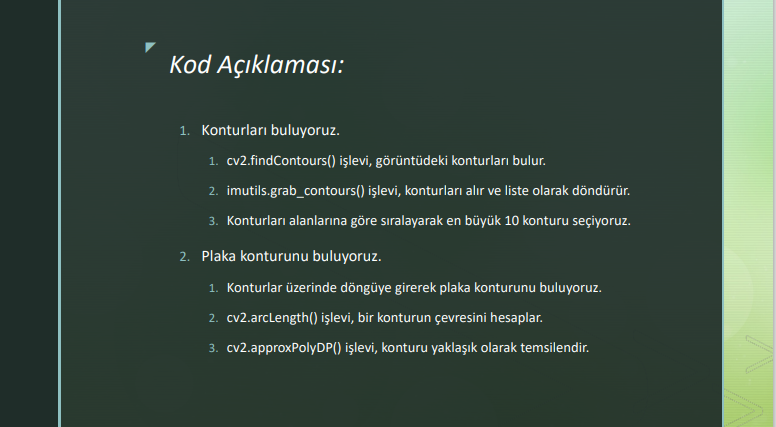 Kod Açıklaması:
1. Konturları buluyoruz.
1. cv2.findContours() işlevi, görüntüdeki konturları bulur.
2. imutils.grab_contours() işlevi, konturları alır ve liste olarak döndürür.
3. Konturları alanlarına göre sıralayarak en büyük 10 konturu seçiyoruz.
2. Plaka konturunu buluyoruz.
1. Konturlar üzerinde döngüye girerek plaka konturunu buluyoruz.
2. cv2.arcLength() işlevi, bir konturun çevresini hesaplar.
3. cv2.approxPolyDP() işlevi, konturu yaklaşık olarak temsilendir.